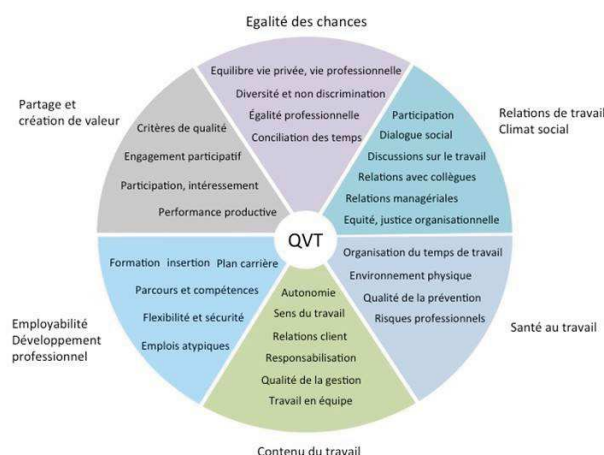 Egalité des chances
Equilibre vie privée, vie professionnelle
Diversité et non discrimination
Égalité professionnelle
Conciliation des temps
Relations de travail
Climat social
Participation
Dialogue social
Discussions sur le travail
Relations avec collègues
Relations managériales
Equité, justice organisationnelle
Santé au travail
Organisation du temps de travail
Environnement physique
Qualité de la prévention
Risques professionnels
Contenu du travail
Autonomie
Sens du travail
Relations client
Responsabilisation
Qualité de la gestion
Travail en équipe
Employabilité
Développement
professionnel
Formation insertion Plan carrière
Parcours et compétences
Flexibilité et sécurité
Emplois atypiques
Partage et
création de valeur
Critères de qualité
Engagement participatif
Participation, intéressement
Performance productive
QVT